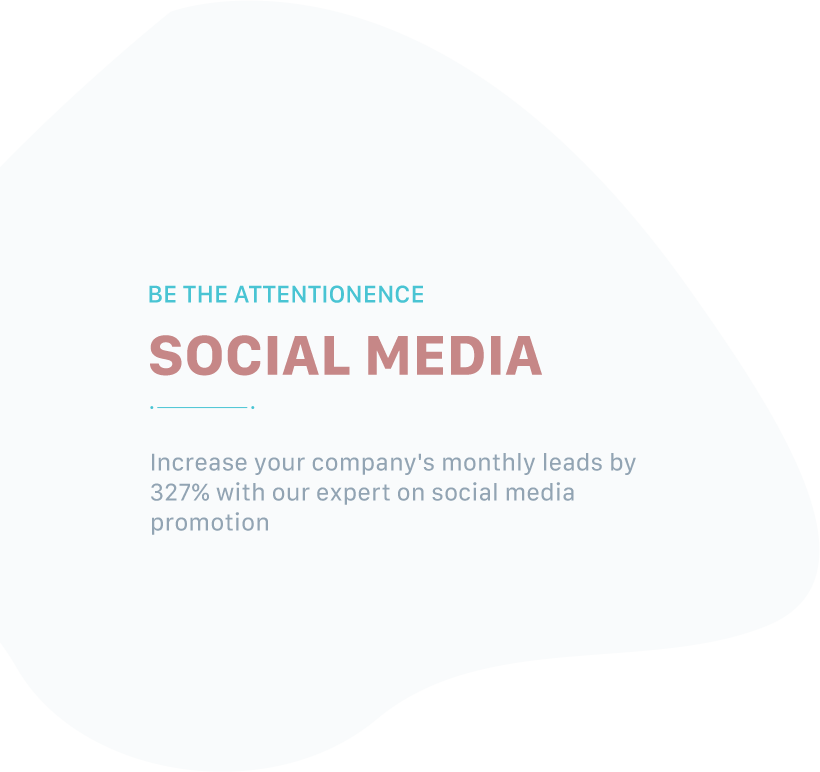 BE THE ATTENTIONENCE
SOCIAL MEDIA
Increase your company's monthly leads by
327% with our expert on social media
promotion